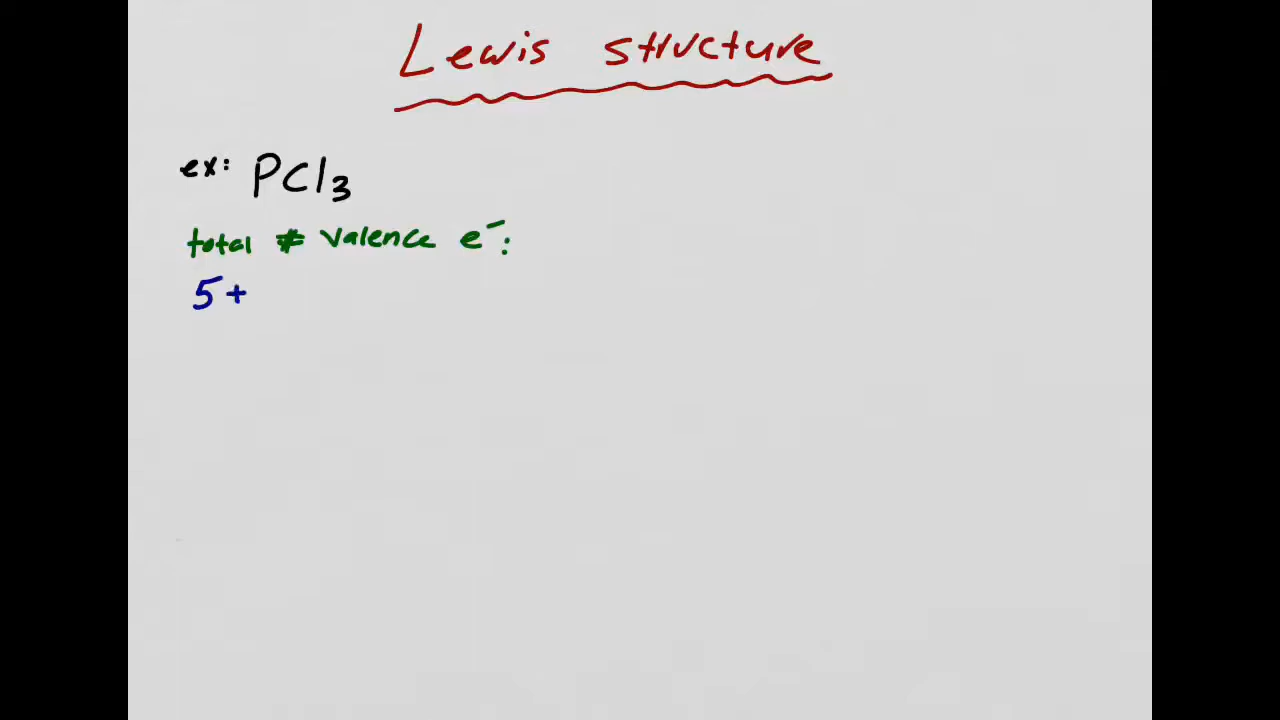 Lewis structure
ex: PCl3
total # valence e⁻:
5 +